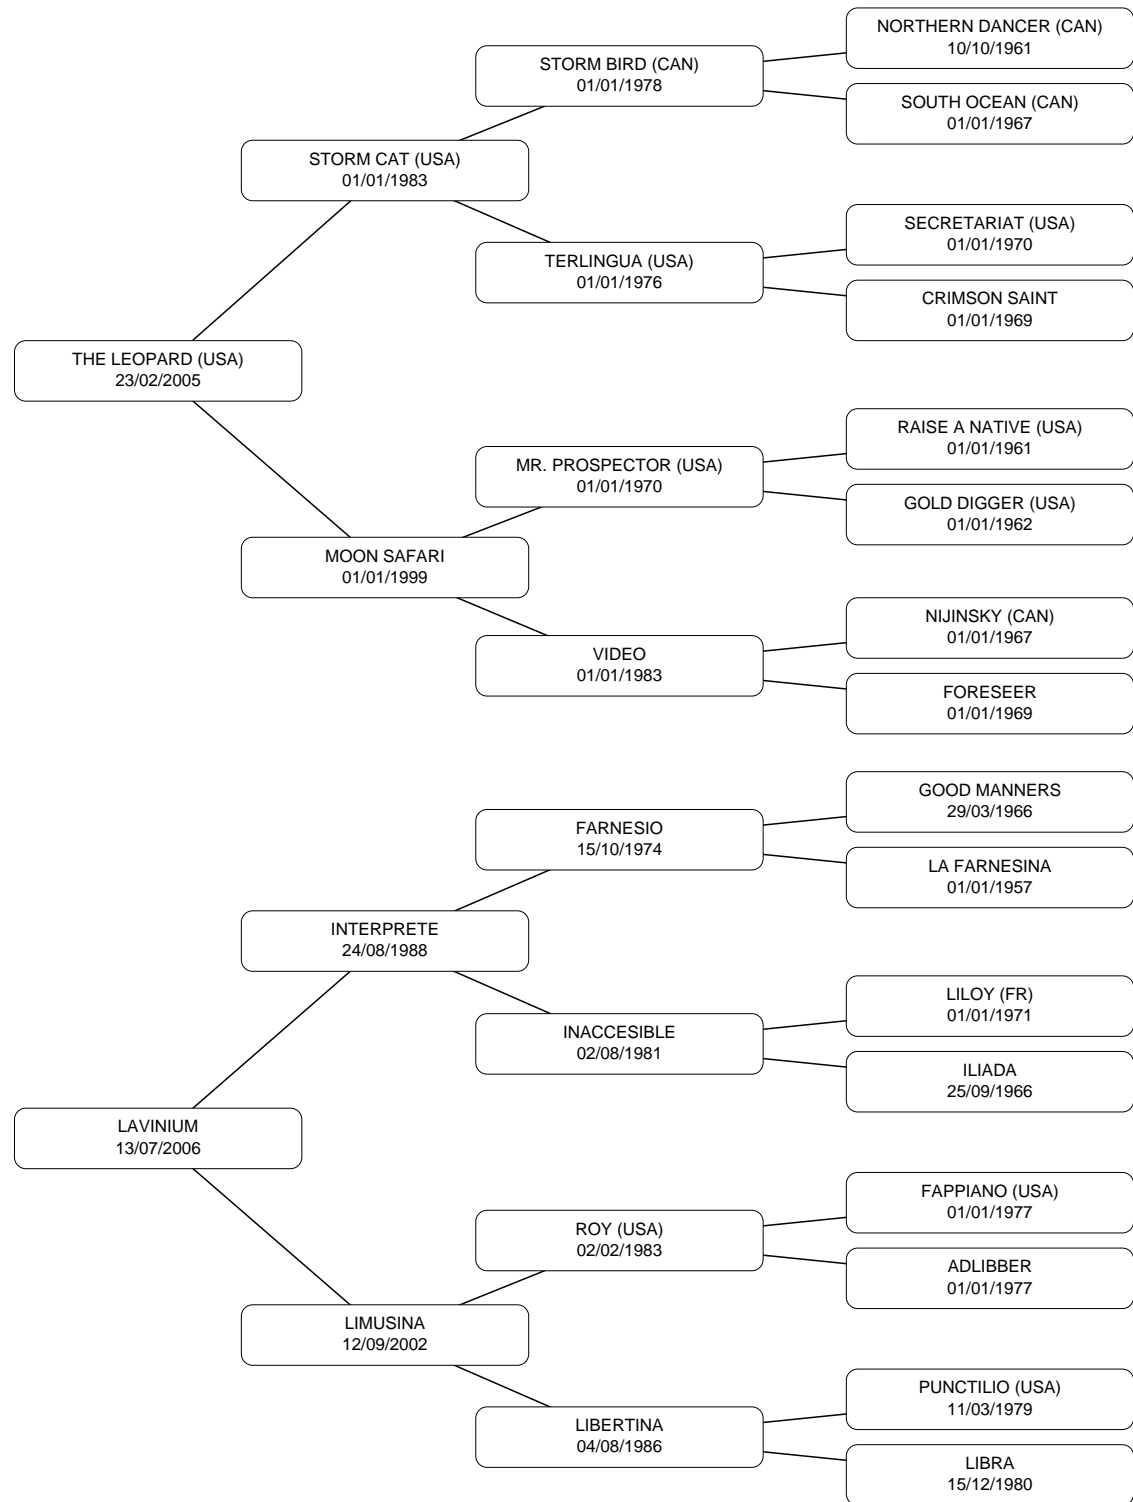 NORTHERN DANCER (CAN)
10/10/1961
STORM BIRD (CAN)
01/01/1978
SOUTH OCEAN (CAN)
01/01/1967
STORM CAT (USA)
01/01/1983
SECRETARIAT (USA)
01/01/1970
TERLINGUA (USA)
01/01/1976
CRIMSON SAINT
01/01/1969
THE LEOPARD (USA)
23/02/2005
RAISE A NATIVE (USA)
01/01/1961
MR. PROSPECTOR (USA)
01/01/1970
GOLD DIGGER (USA)
01/01/1962
MOON SAFARI
01/01/1999
NIJINSKY (CAN)
01/01/1967
VIDEO
01/01/1983
FORESEER
01/01/1969
GOOD MANNERS
29/03/1966
FARNESIO
15/10/1974
LA FARNESINA
01/01/1957
INTERPRETE
24/08/1988
LILOY (FR)
01/01/1971
INACCESIBLE
02/08/1981
ILIADA
25/09/1966
LAVINIUM
13/07/2006
FAPPIANO (USA)
01/01/1977
ROY (USA)
02/02/1983
ADLIBBER
01/01/1977
LIMUSINA
12/09/2002
PUNCTILIO (USA)
11/03/1979
LIBERTINA
04/08/1986
LIBRA
15/12/1980